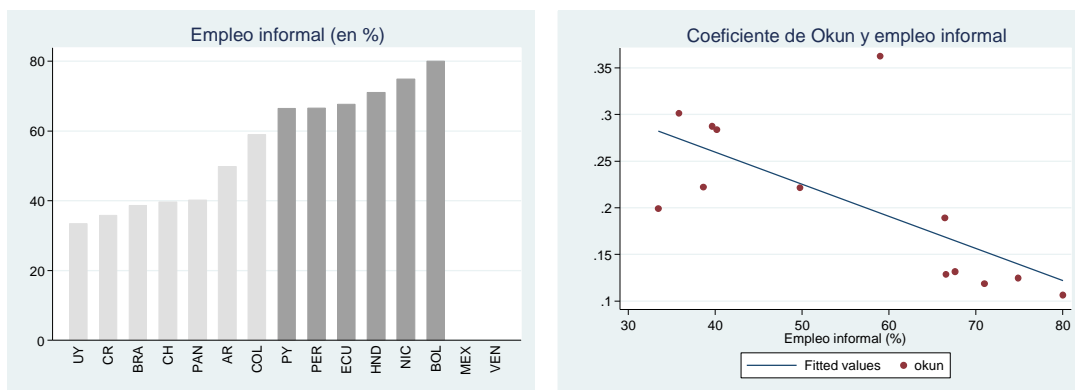 Empleo informal (en %)
80
60
40
20
0
UY
CR
BRA
CH
PAN
AR
COL
PY
PER
ECU
HND
NIC
BOL
MEX
VEN
Coeficiente de Okun y empleo informal
.35
.3
.25
.2
.15
.1
30 40 50 60 70 80
Empleo informal (%)
Fitted values okun